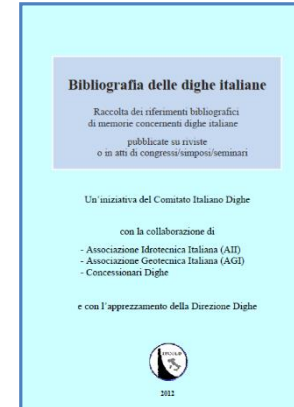 Bibliografia delle dighe italiane
Raccolta dei riferimenti bibliografici
di memorie concernenti dighe italiane
pubblicate su riviste
o in atti di congressi/simposi/seminari
Un'iniziativa del Comitato Italiano Dighe
con la collaborazione di
- Associazione Idrotecnica Italiana (AII)
- Associazione Geotecnica Italiana (AGI)
- Concessionari Dighe
e con l'apprezzamento della Direzione Dighe
ITCOLD
2012